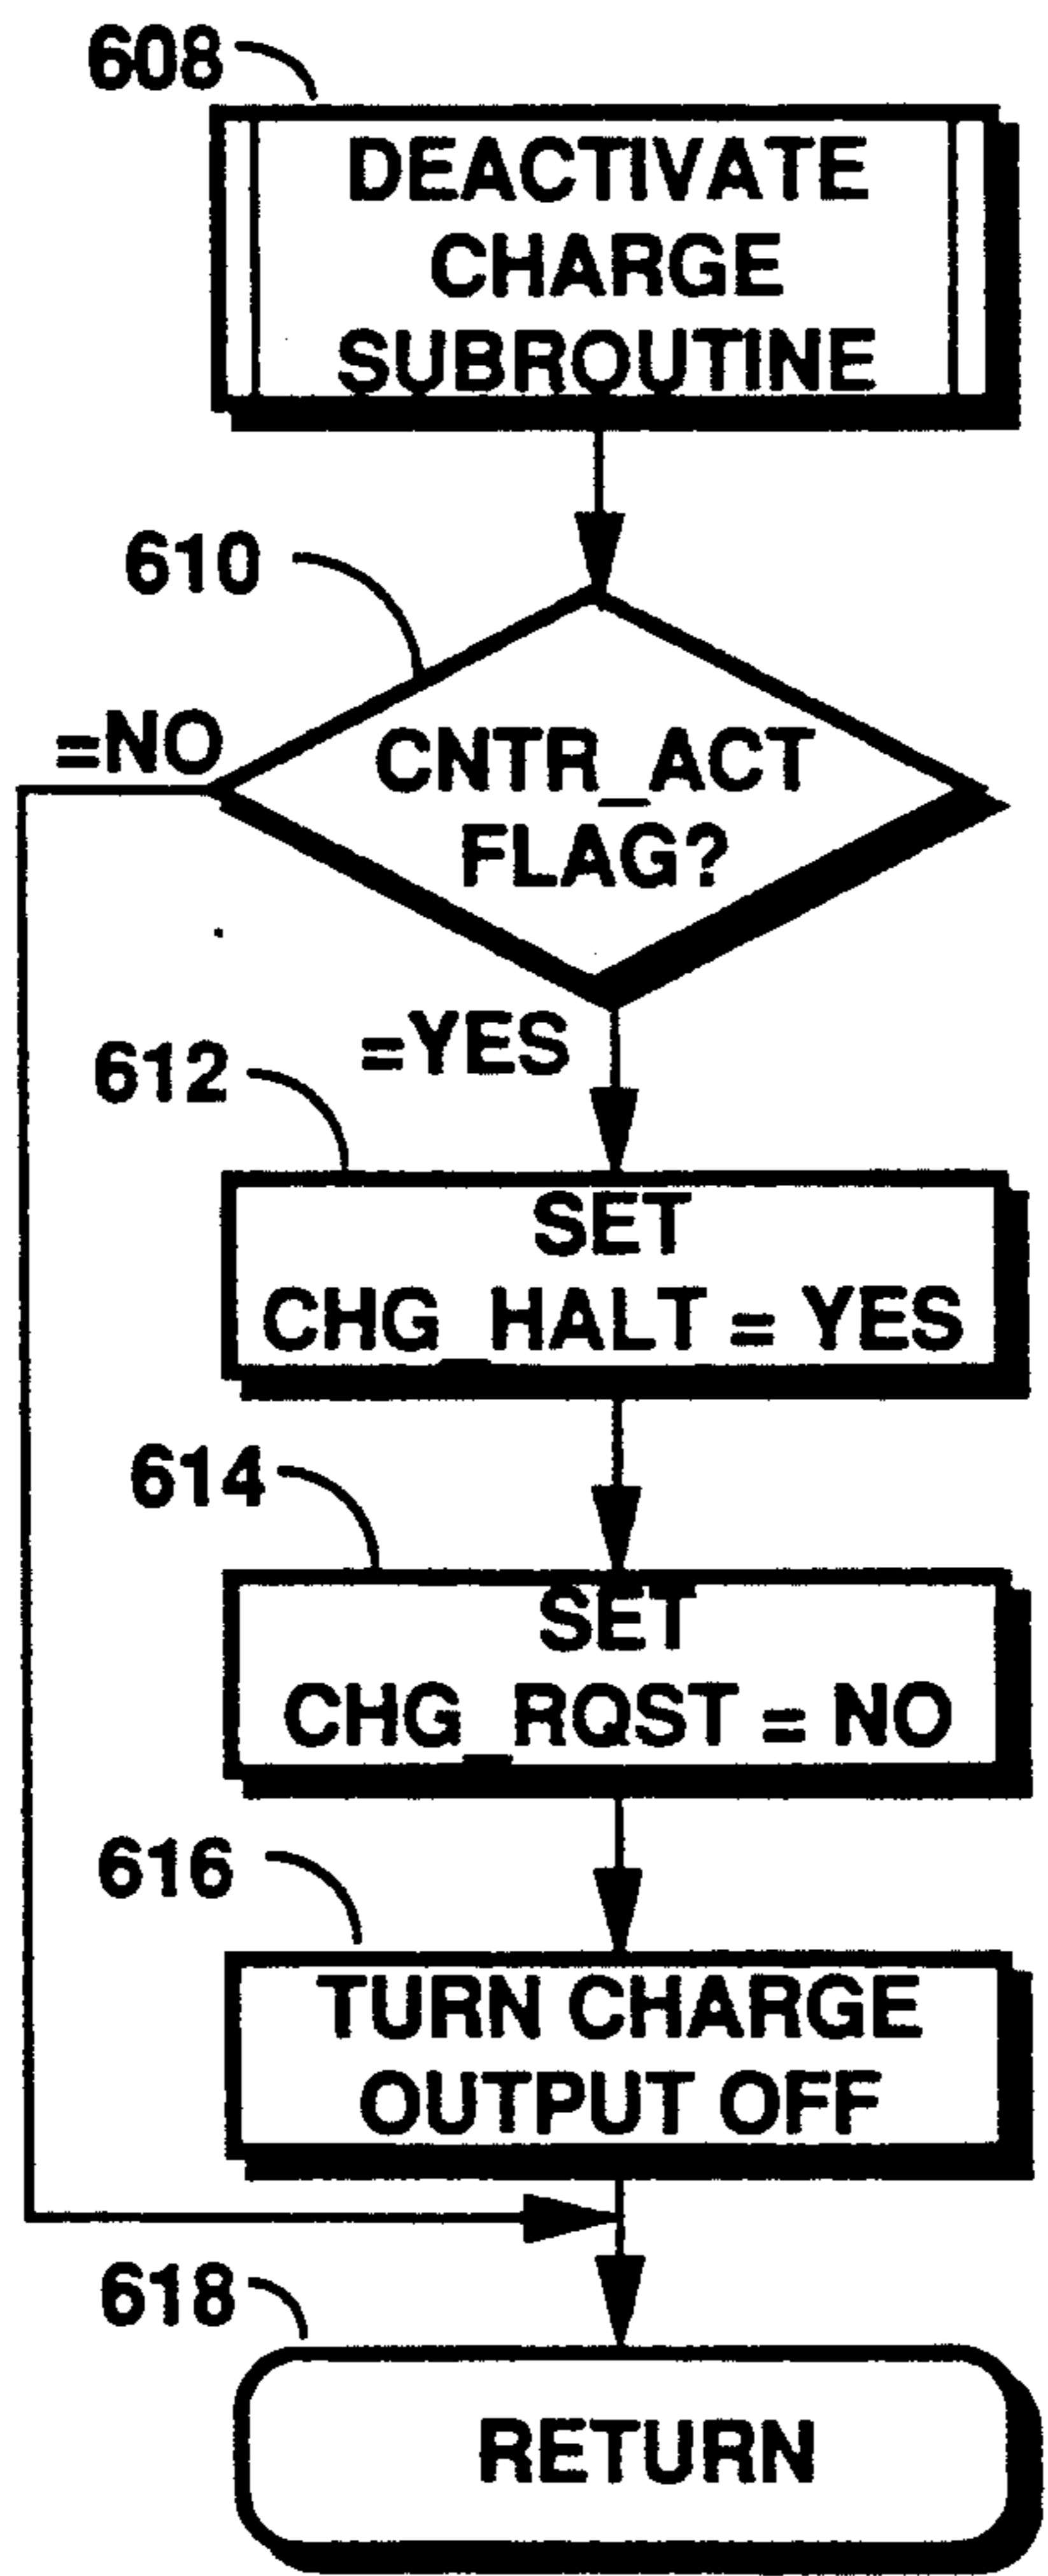 608
DEACTIVATE
CHARGE
SUBROUTINE
610
=NO
CNTR_ACT
FLAG?
=YES
612
SET
CHG_HALT = YES
614
SET
CHG_RQST = NO
616
TURN CHARGE
OUTPUT OFF
618
RETURN